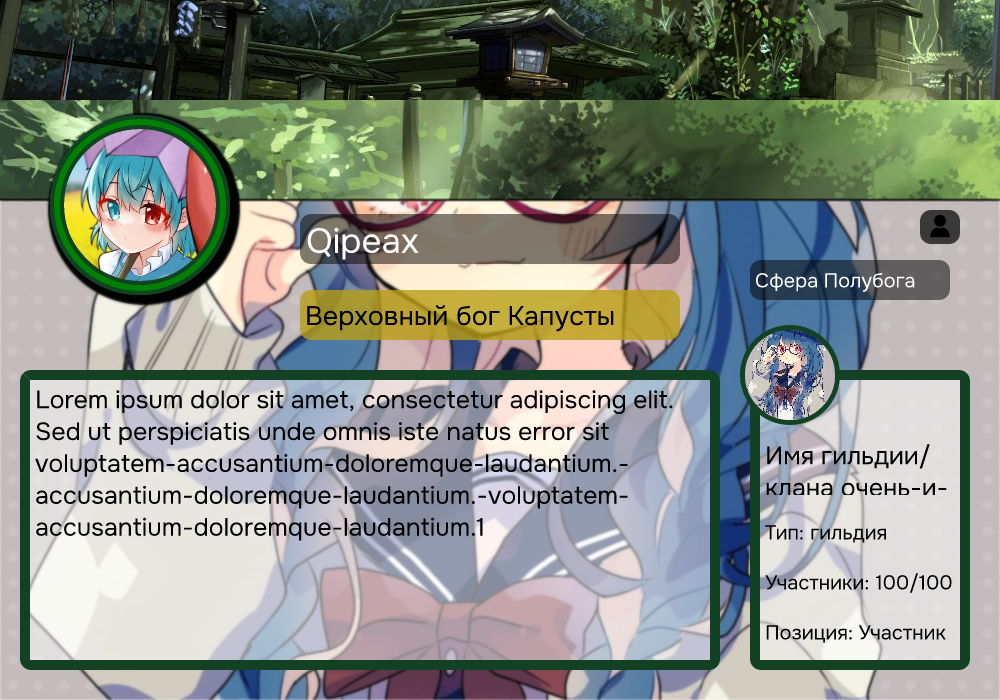 Qipeax
Верховный бог Капусты
Сфера Полубога
Lorem ipsum dolor sit amet, consectetur adipiscing elit.
Sed ut perspiciatis unde omnis iste natus error sit
voluptatem-accusantium-doloremque-laudantium.-
accusantium-doloremque-laudantium.-voluptatem-
accusantium-doloremque-laudantium.1
Имя гильдии/
клана очень-и-
Тип: гильдия
Участники: 100/100
Позиция: Участник